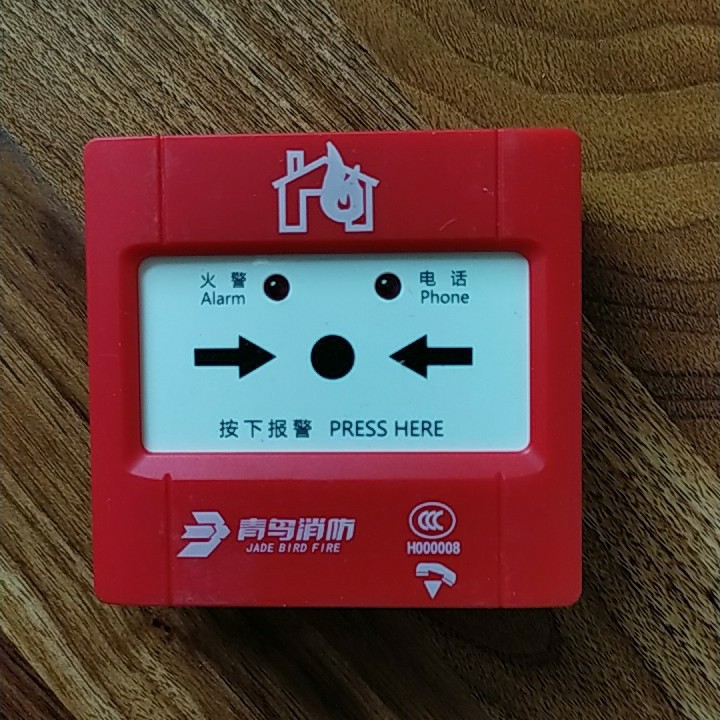 火警 电话
Alarm Phone
按下报警 PRESS HERE
青鸟消防
JADE BIRD FIRE
CCC
H000008